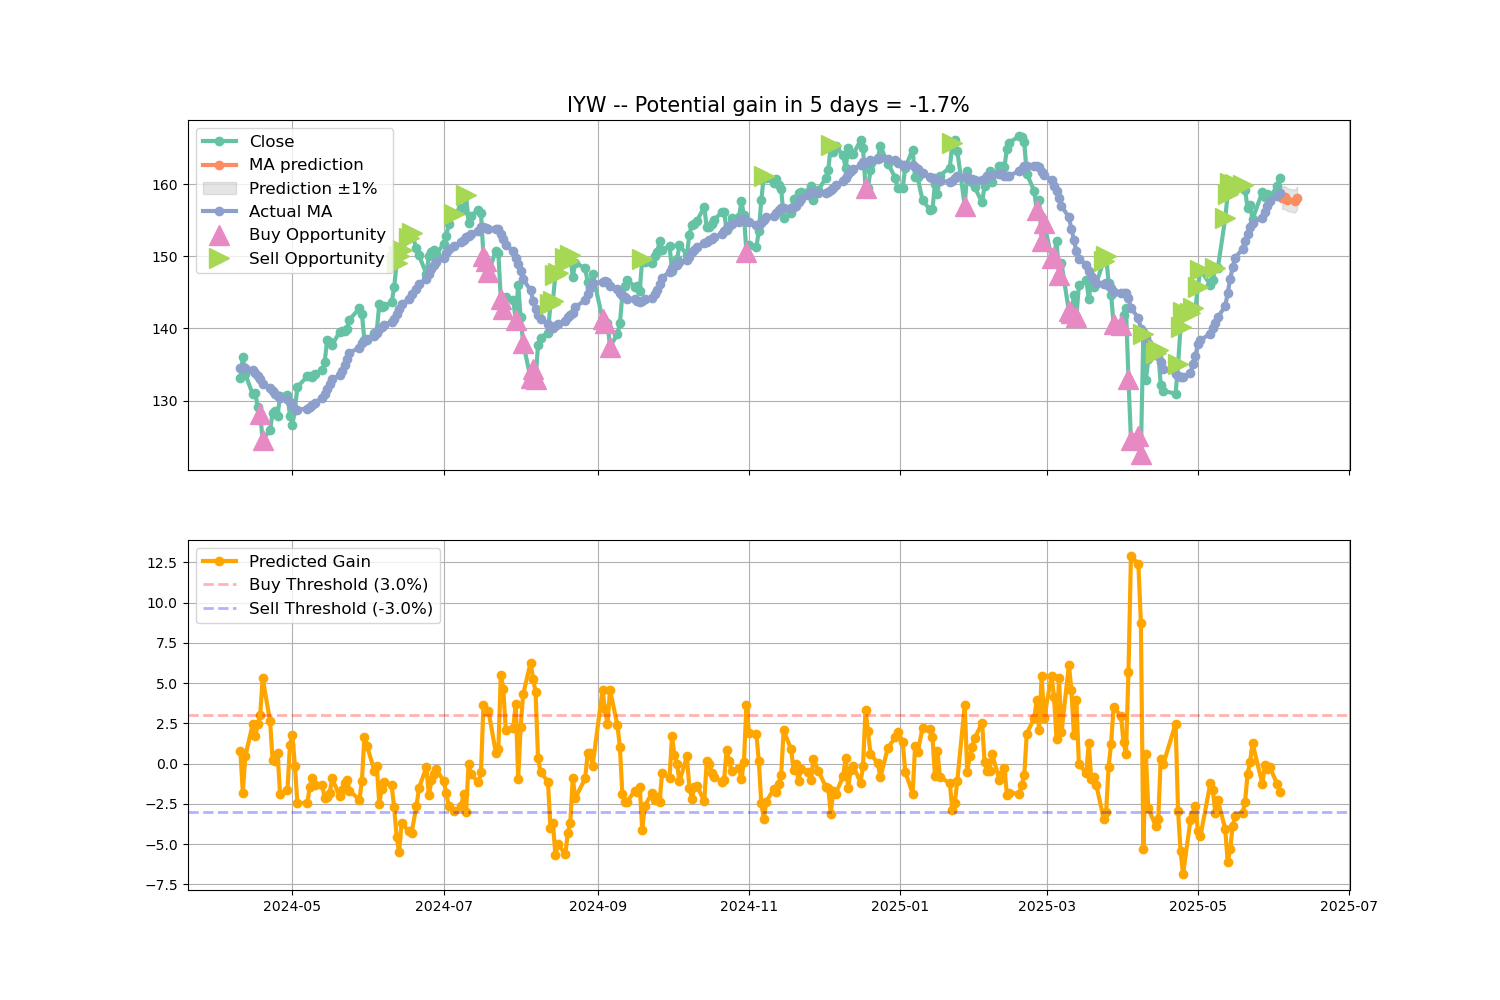 IYW -- Potential gain in 5 days = -1.7%
Close
MA prediction
Prediction ±1%
Actual MA
Buy Opportunity
Sell Opportunity
160
150
140
130
Predicted Gain
Buy Threshold (3.0%)
Sell Threshold (-3.0%)
12.5
10.0
7.5
5.0
2.5
0.0
−2.5
−5.0
−7.5
2024-05 2024-07 2024-09 2024-11 2025-01 2025-03 2025-05 2025-07